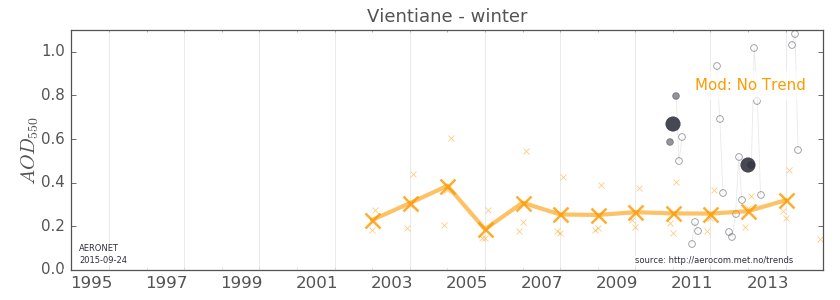 Vientiane - winter
AOD550
1.0
0.8
0.6
0.4
0.2
0.0
Mod: No Trend
AERONET
2015-09-24
source: http://aerocom.met.no/trends
1995 1997 1999 2001 2003 2005 2007 2009 2011 2013